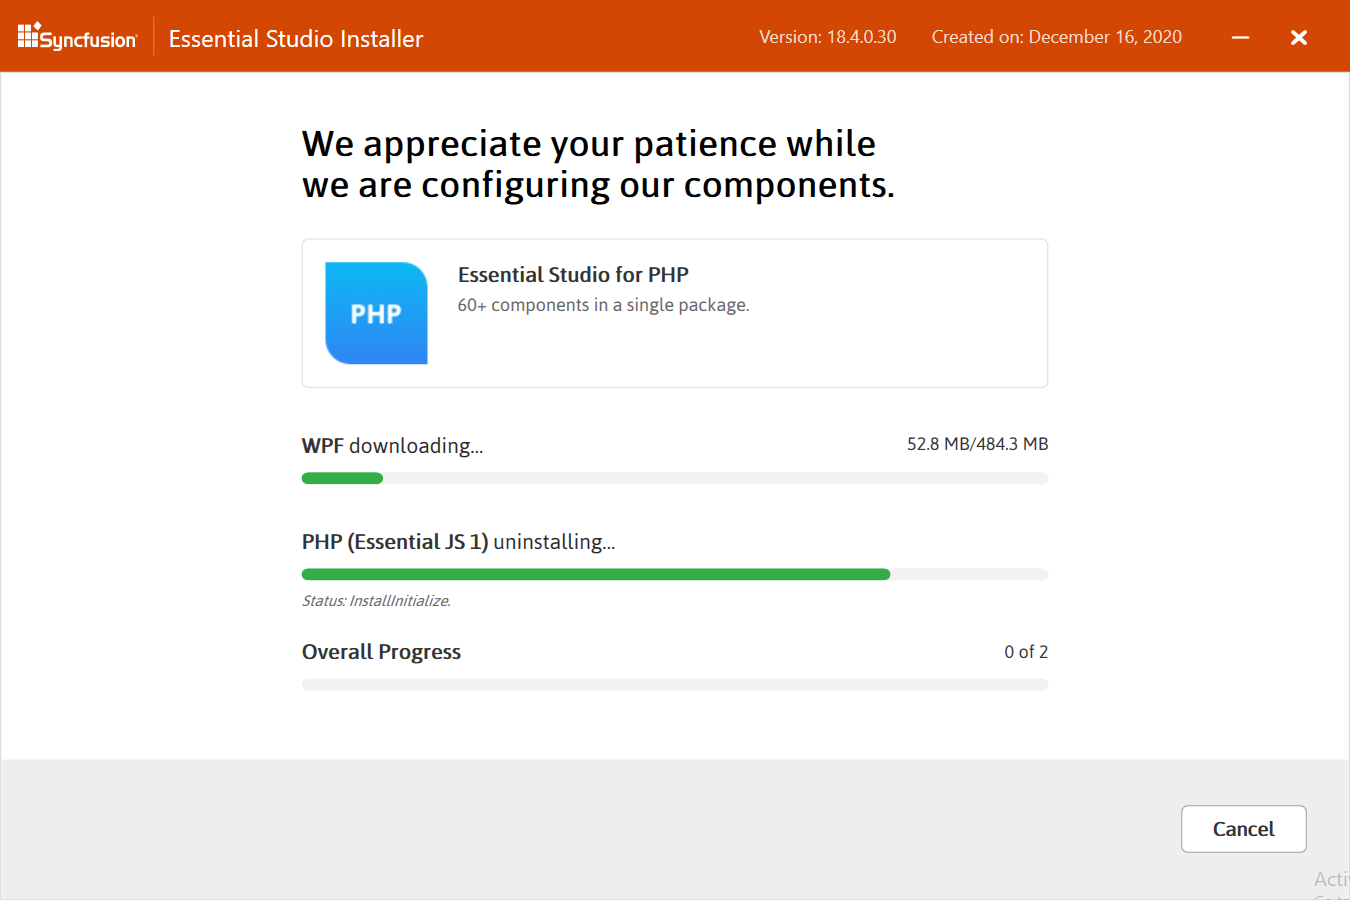 Syncfusion
Essential Studio Installer
Version: 18.4.0.30
Created on: December 16, 2020
We appreciate your patience while
we are configuring our components.
PHP
Essential Studio for PHP
60+ components in a single package.
WPF downloading...
52.8 MB/484.3 MB
PHP (Essential JS 1) uninstalling...
Status: InstallInitialize.
Overall Progress
0 of 2
Cancel
Acti